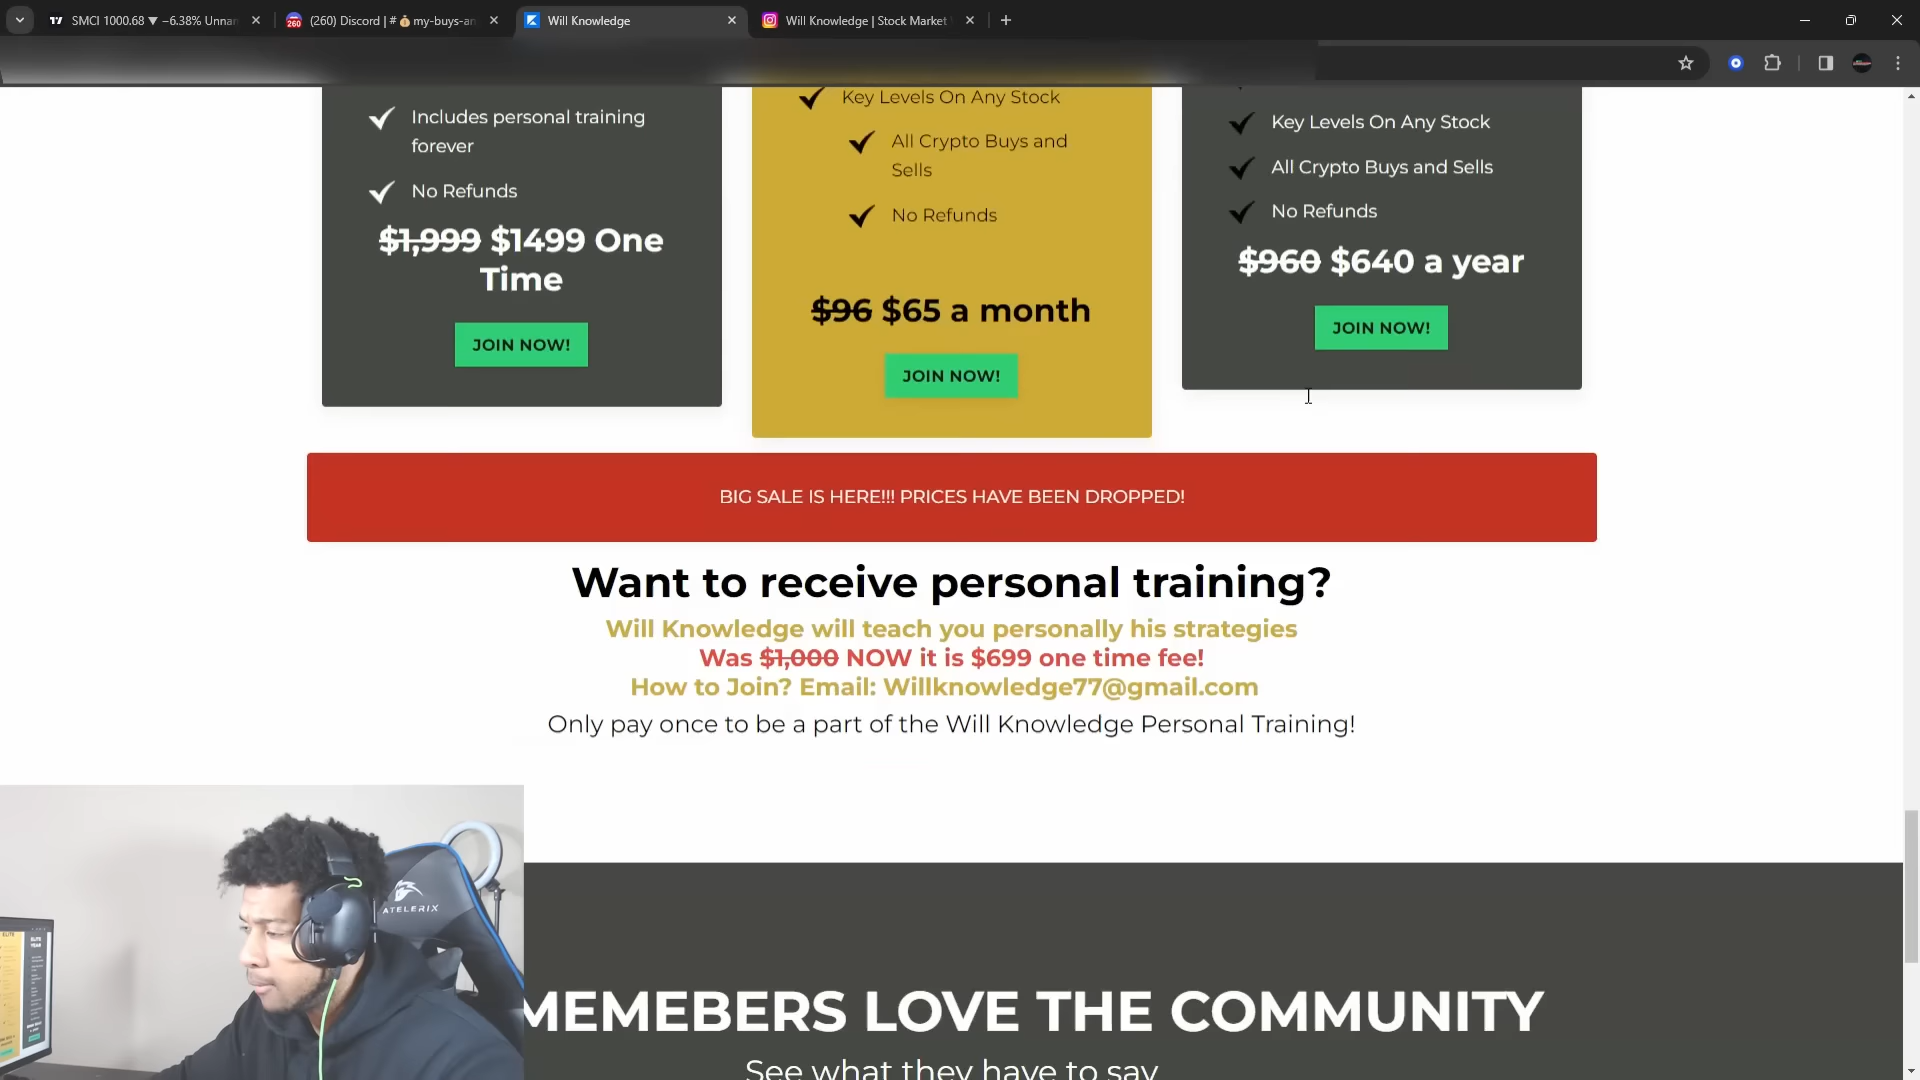 SMCI 1000.68 ▼ −6.38% Unnar
(260) Discord | # 💰my-buys-an
Will Knowledge
Will Knowledge | Stock Market
Includes personal training
forever
No Refunds
$1,999 $1499 One
Time
JOIN NOW!
Key Levels On Any Stock
All Crypto Buys and
Sells
No Refunds
$96 $65 a month
JOIN NOW!
Key Levels On Any Stock
All Crypto Buys and Sells
No Refunds
$960 $640 a year
JOIN NOW!
BIG SALE IS HERE!!! PRICES HAVE BEEN DROPPED!
Want to receive personal training?
Will Knowledge will teach you personally his strategies
Was $1,000 NOW it is $699 one time fee!
How to Join? Email: Willknowledge77@gmail.com
Only pay once to be a part of the Will Knowledge Personal Training!
ATELERIX
MEMEBERS LOVE THE COMMUNITY
See what they have to say